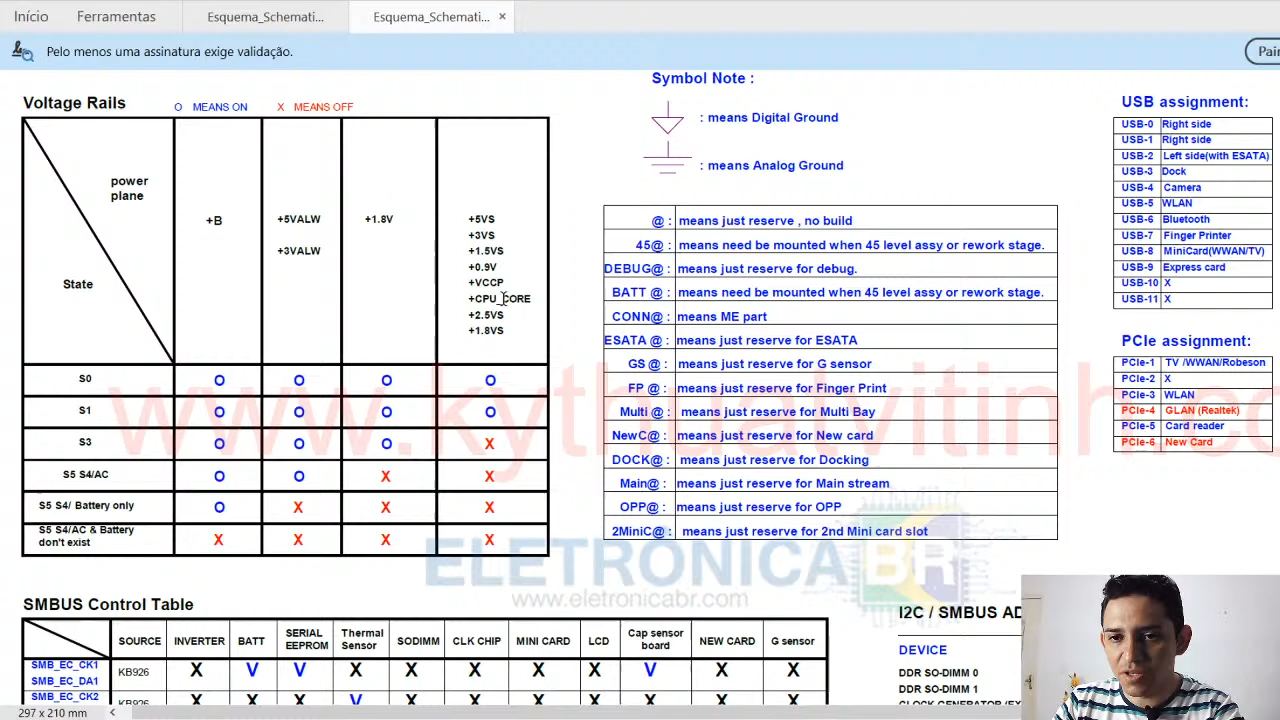 Início
Ferramentas
Esquema_Schemati...
Esquema_Schemati... ×
Pelo menos uma assinatura exige validação.
Voltage Rails
O MEANS ON X MEANS OFF
power
plane
State
+B
+5VALW
+3VALW
+1.8V
+5VS
+3VS
+1.5VS
+0.9V
+VCCP
+CPU_CORE
+2.5VS
+1.8VS
S0 O O O O
S1 O O O O
S3 O O O X
S5 S4/AC O O X X
S5 S4/ Battery only O X X X
S5 S4/AC & Battery
don't exist X X X X
Symbol Note :
: means Digital Ground
: means Analog Ground
@ : means just reserve , no build
45@ : means need be mounted when 45 level assy or rework stage.
DEBUG@ : means just reserve for debug.
BATT @ : means need be mounted when 45 level assy or rework stage.
CONN@ : means ME part
ESATA @ : means just reserve for ESATA
GS @ : means just reserve for G sensor
FP @ : means just reserve for Finger Print
Multi @ : means just reserve for Multi Bay
NewC@ : means just reserve for New card
DOCK@ : means just reserve for Docking
Main@ : means just reserve for Main stream
OPP@ : means just reserve for OPP
2MiniC@ : means just reserve for 2nd Mini card slot
USB assignment:
USB-0 Right side
USB-1 Right side
USB-2 Left side(with ESATA)
USB-3 Dock
USB-4 Camera
USB-5 WLAN
USB-6 Bluetooth
USB-7 Finger Printer
USB-8 MiniCard(WWAN/TV)
USB-9 Express card
USB-10 X
USB-11 X
PCIe assignment:
PCIe-1 TV /WWAN/Robeson
PCIe-2 X
PCIe-3 WLAN
PCIe-4 GLAN (Realtek)
PCIe-5 Card reader
PCIe-6 New Card
www.kythuatvitinh.co
ELETRÔNICABR
www.eletronicabr.com
SMBUS Control Table
SOURCE INVERTER BATT SERIAL EEPROM Thermal Sensor SODIMM CLK CHIP MINI CARD LCD Cap sensor board NEW CARD G sensor
SMB_EC_CK1
SMB_EC_DA1 KB926 X V V X X X X X V X X
SMB_EC_CK2 KB926 X X X V X X X X X X X
I2C / SMBUS AD
DEVICE
DDR SO-DIMM 0
DDR SO-DIMM 1
CLOCK GENERATOR (EX
297 x 210 mm <